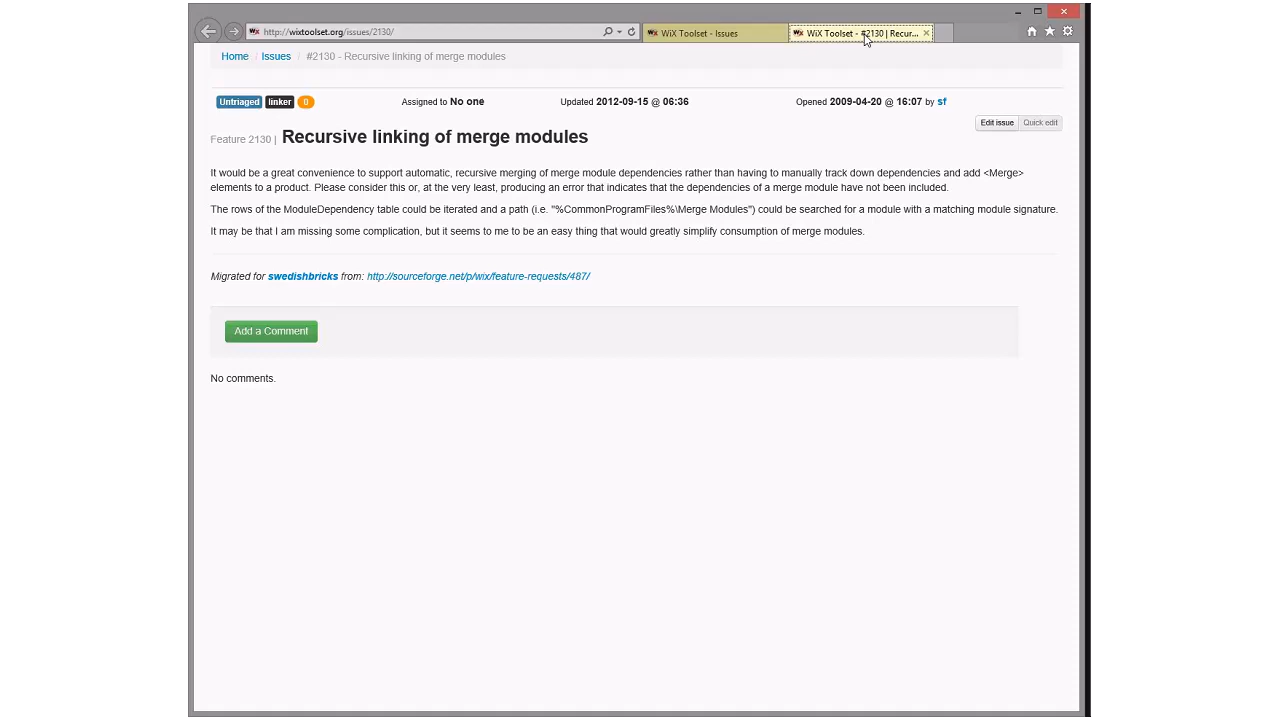 http://wixtoolset.org/issues/2130/
WiX Toolset - Issues
WiX Toolset - #2130 | Recur...
Home / Issues / #2130 - Recursive linking of merge modules
Untriaged linker 0 Assigned to No one Updated 2012-09-15 @ 06:36 Opened 2009-04-20 @ 16:07 by sf
Edit issue Quick edit
Feature 2130 | Recursive linking of merge modules
It would be a great convenience to support automatic, recursive merging of merge module dependencies rather than having to manually track down dependencies and add <Merge>
elements to a product. Please consider this or, at the very least, producing an error that indicates that the dependencies of a merge module have not been included.
The rows of the ModuleDependency table could be iterated and a path (i.e. "%CommonProgramFiles%\Merge Modules") could be searched for a module with a matching module signature.
It may be that I am missing some complication, but it seems to me to be an easy thing that would greatly simplify consumption of merge modules.
Migrated for swedishbricks from: http://sourceforge.net/p/wix/feature-requests/487/
Add a Comment
No comments.